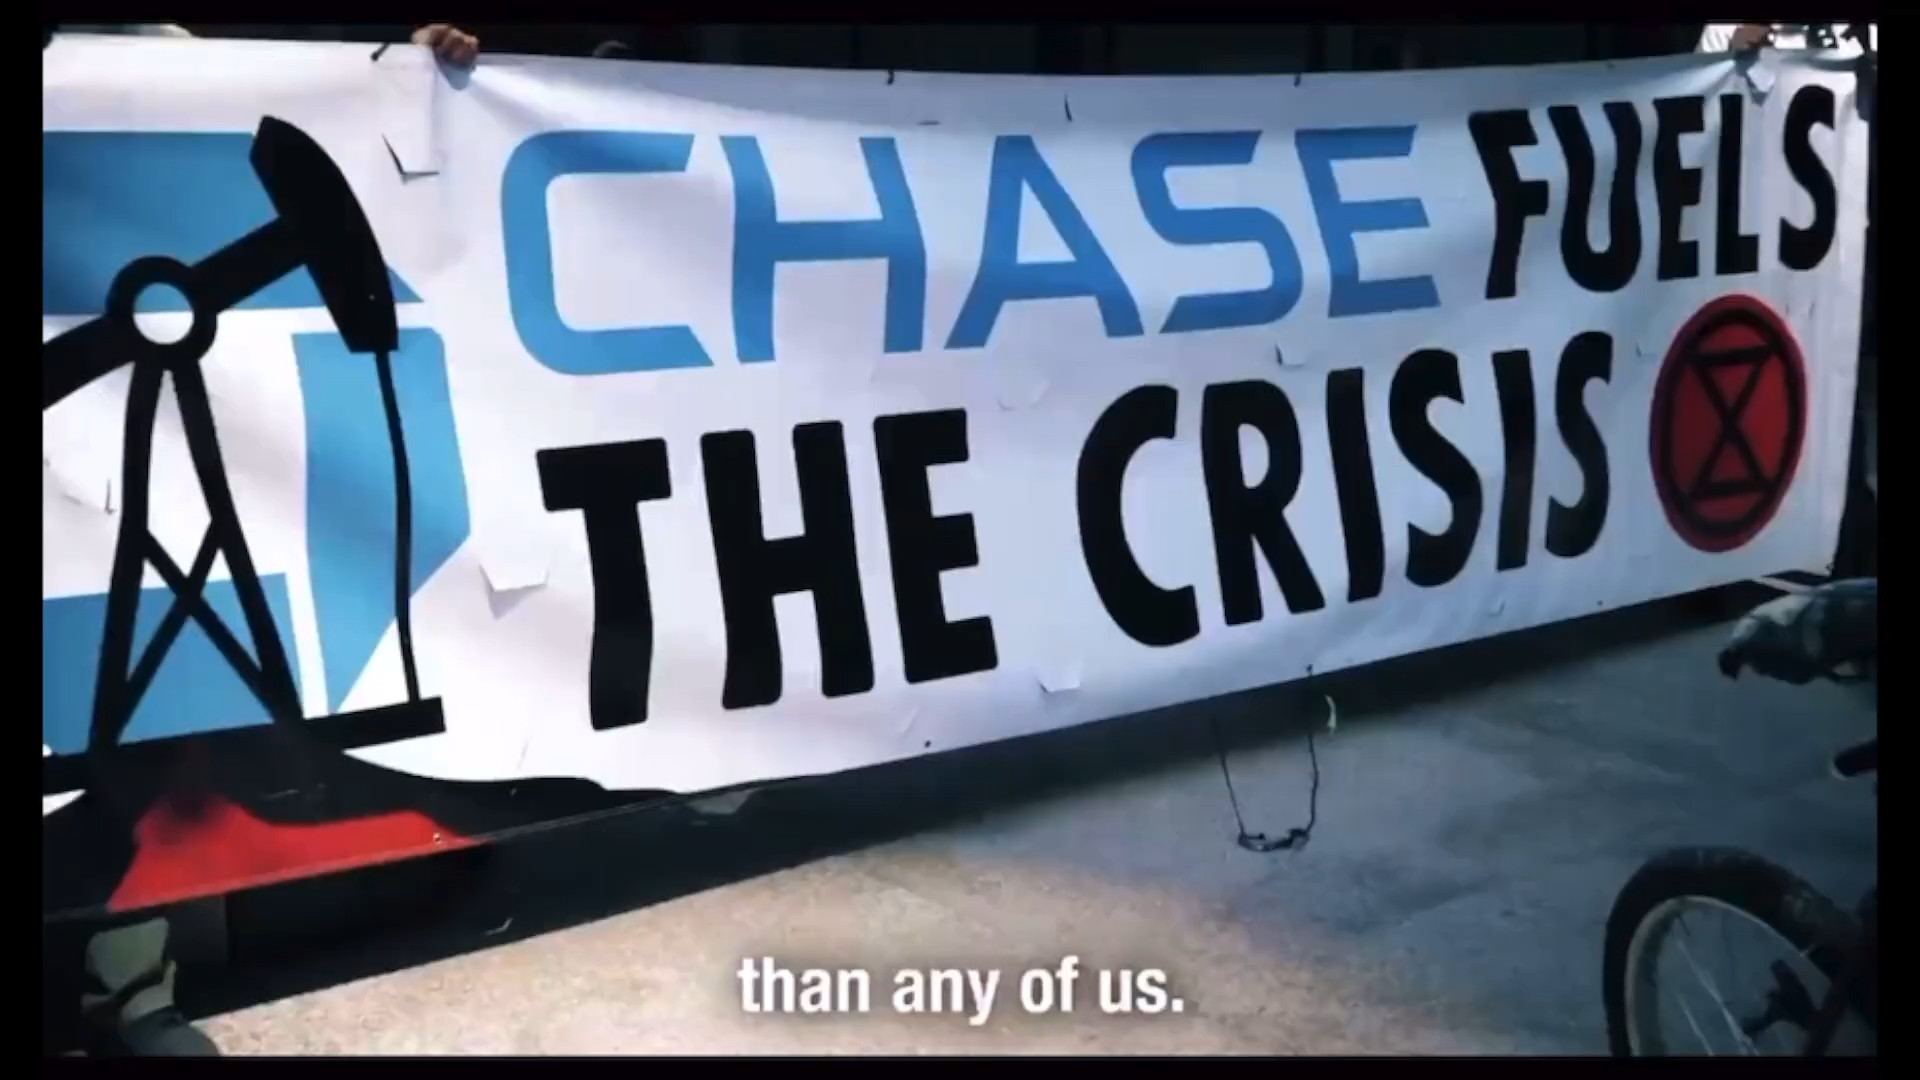 CHASE FUELS
THE CRISIS
than any of us.